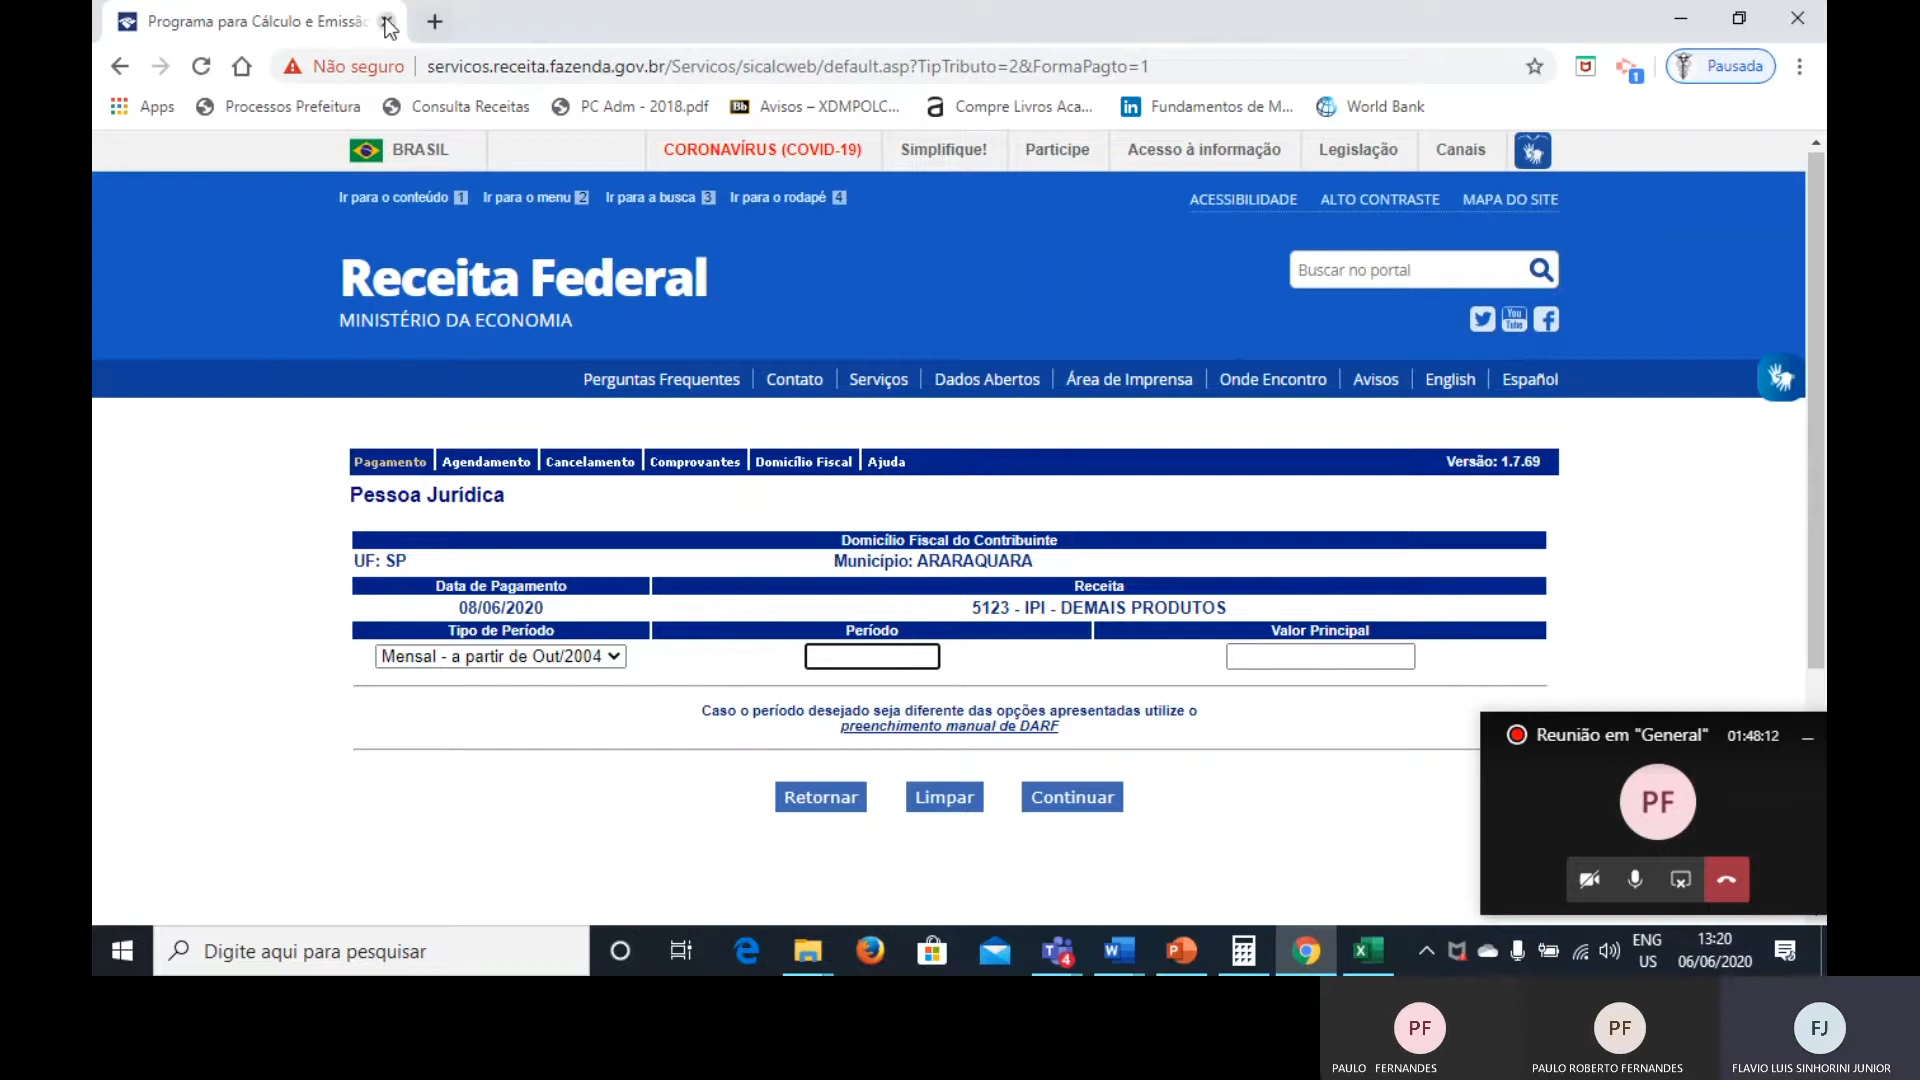 Programa para Cálculo e Emissão
Não seguro
servicos.receita.fazenda.gov.br/Servicos/sicalcweb/default.asp?TipTributo=2&FormaPagto=1
Pausada
Apps
Processos Prefeitura
Consulta Receitas
PC Adm - 2018.pdf
Bb
Avisos – XDMPOLC...
Compre Livros Aca...
Fundamentos de M...
World Bank
BRASIL
CORONAVÍRUS (COVID-19)
Simplifique!
Participe
Acesso à informação
Legislação
Canais
Ir para o conteúdo 1
Ir para o menu 2
Ir para a busca 3
Ir para o rodapé 4
ACESSIBILIDADE
ALTO CONTRASTE
MAPA DO SITE
Receita Federal
MINISTÉRIO DA ECONOMIA
Buscar no portal
You Tube
Perguntas Frequentes
Contato
Serviços
Dados Abertos
Área de Imprensa
Onde Encontro
Avisos
English
Español
Pagamento
Agendamento
Cancelamento
Comprovantes
Domicílio Fiscal
Ajuda
Versão: 1.7.69
Pessoa Jurídica
Domicílio Fiscal do Contribuinte
UF: SP
Município: ARARAQUARA
Data de Pagamento
Receita
08/06/2020
5123 - IPI - DEMAIS PRODUTOS
Tipo de Período
Período
Valor Principal
Mensal - a partir de Out/2004
Caso o período desejado seja diferente das opções apresentadas utilize o
preenchimento manual de DARF
Retornar
Limpar
Continuar
Reunião em "General"
01:48:12
PF
Digite aqui para pesquisar
4
ENG
US
13:20
06/06/2020
PF
PAULO FERNANDES
PF
PAULO ROBERTO FERNANDES
FJ
FLAVIO LUIS SINHORINI JUNIOR